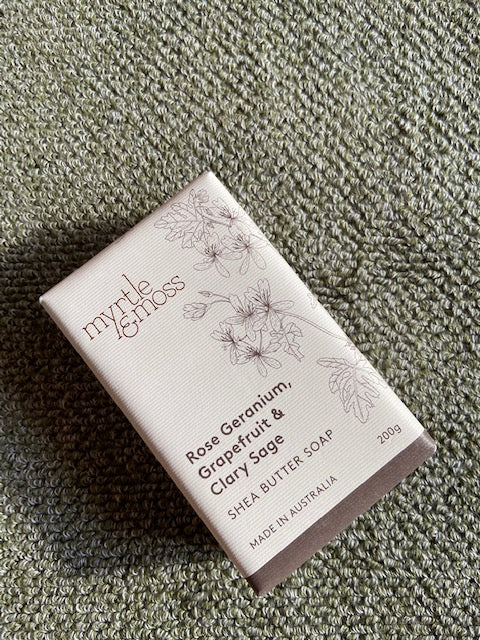 myrtle
&moss
Rose Geranium,
Grapefruit &
Clary Sage
SHEA BUTTER SOAP
MADE IN AUSTRALIA
200g